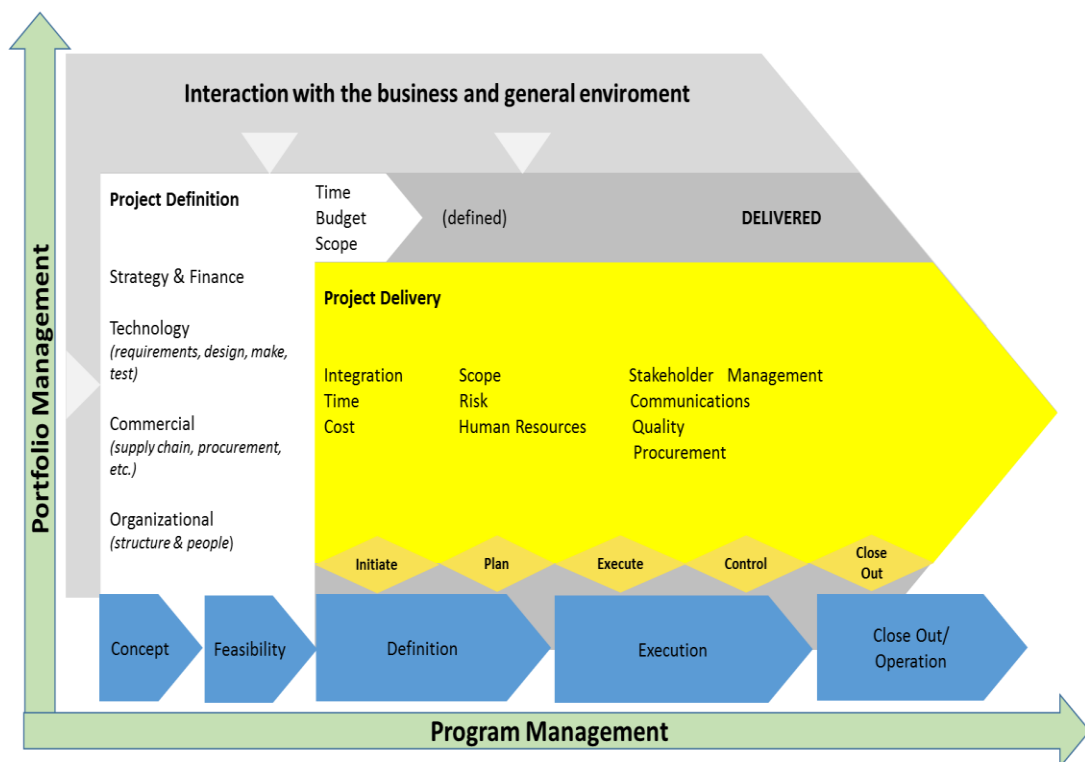 Portfolio Management
Interaction with the business and general enviroment
Project Definition
Strategy & Finance
Technology
(requirements, design, make,
test)
Commercial
(supply chain, procurement,
etc.)
Organizational
(structure & people)
Time
Budget
Scope
(defined)
DELIVERED
Project Delivery
Integration
Time
Cost
Scope
Risk
Human Resources
Stakeholder Management
Communications
Quality
Procurement
Initiate
Plan
Execute
Control
Close
Out
Concept
Feasibility
Definition
Execution
Close Out/
Operation
Program Management